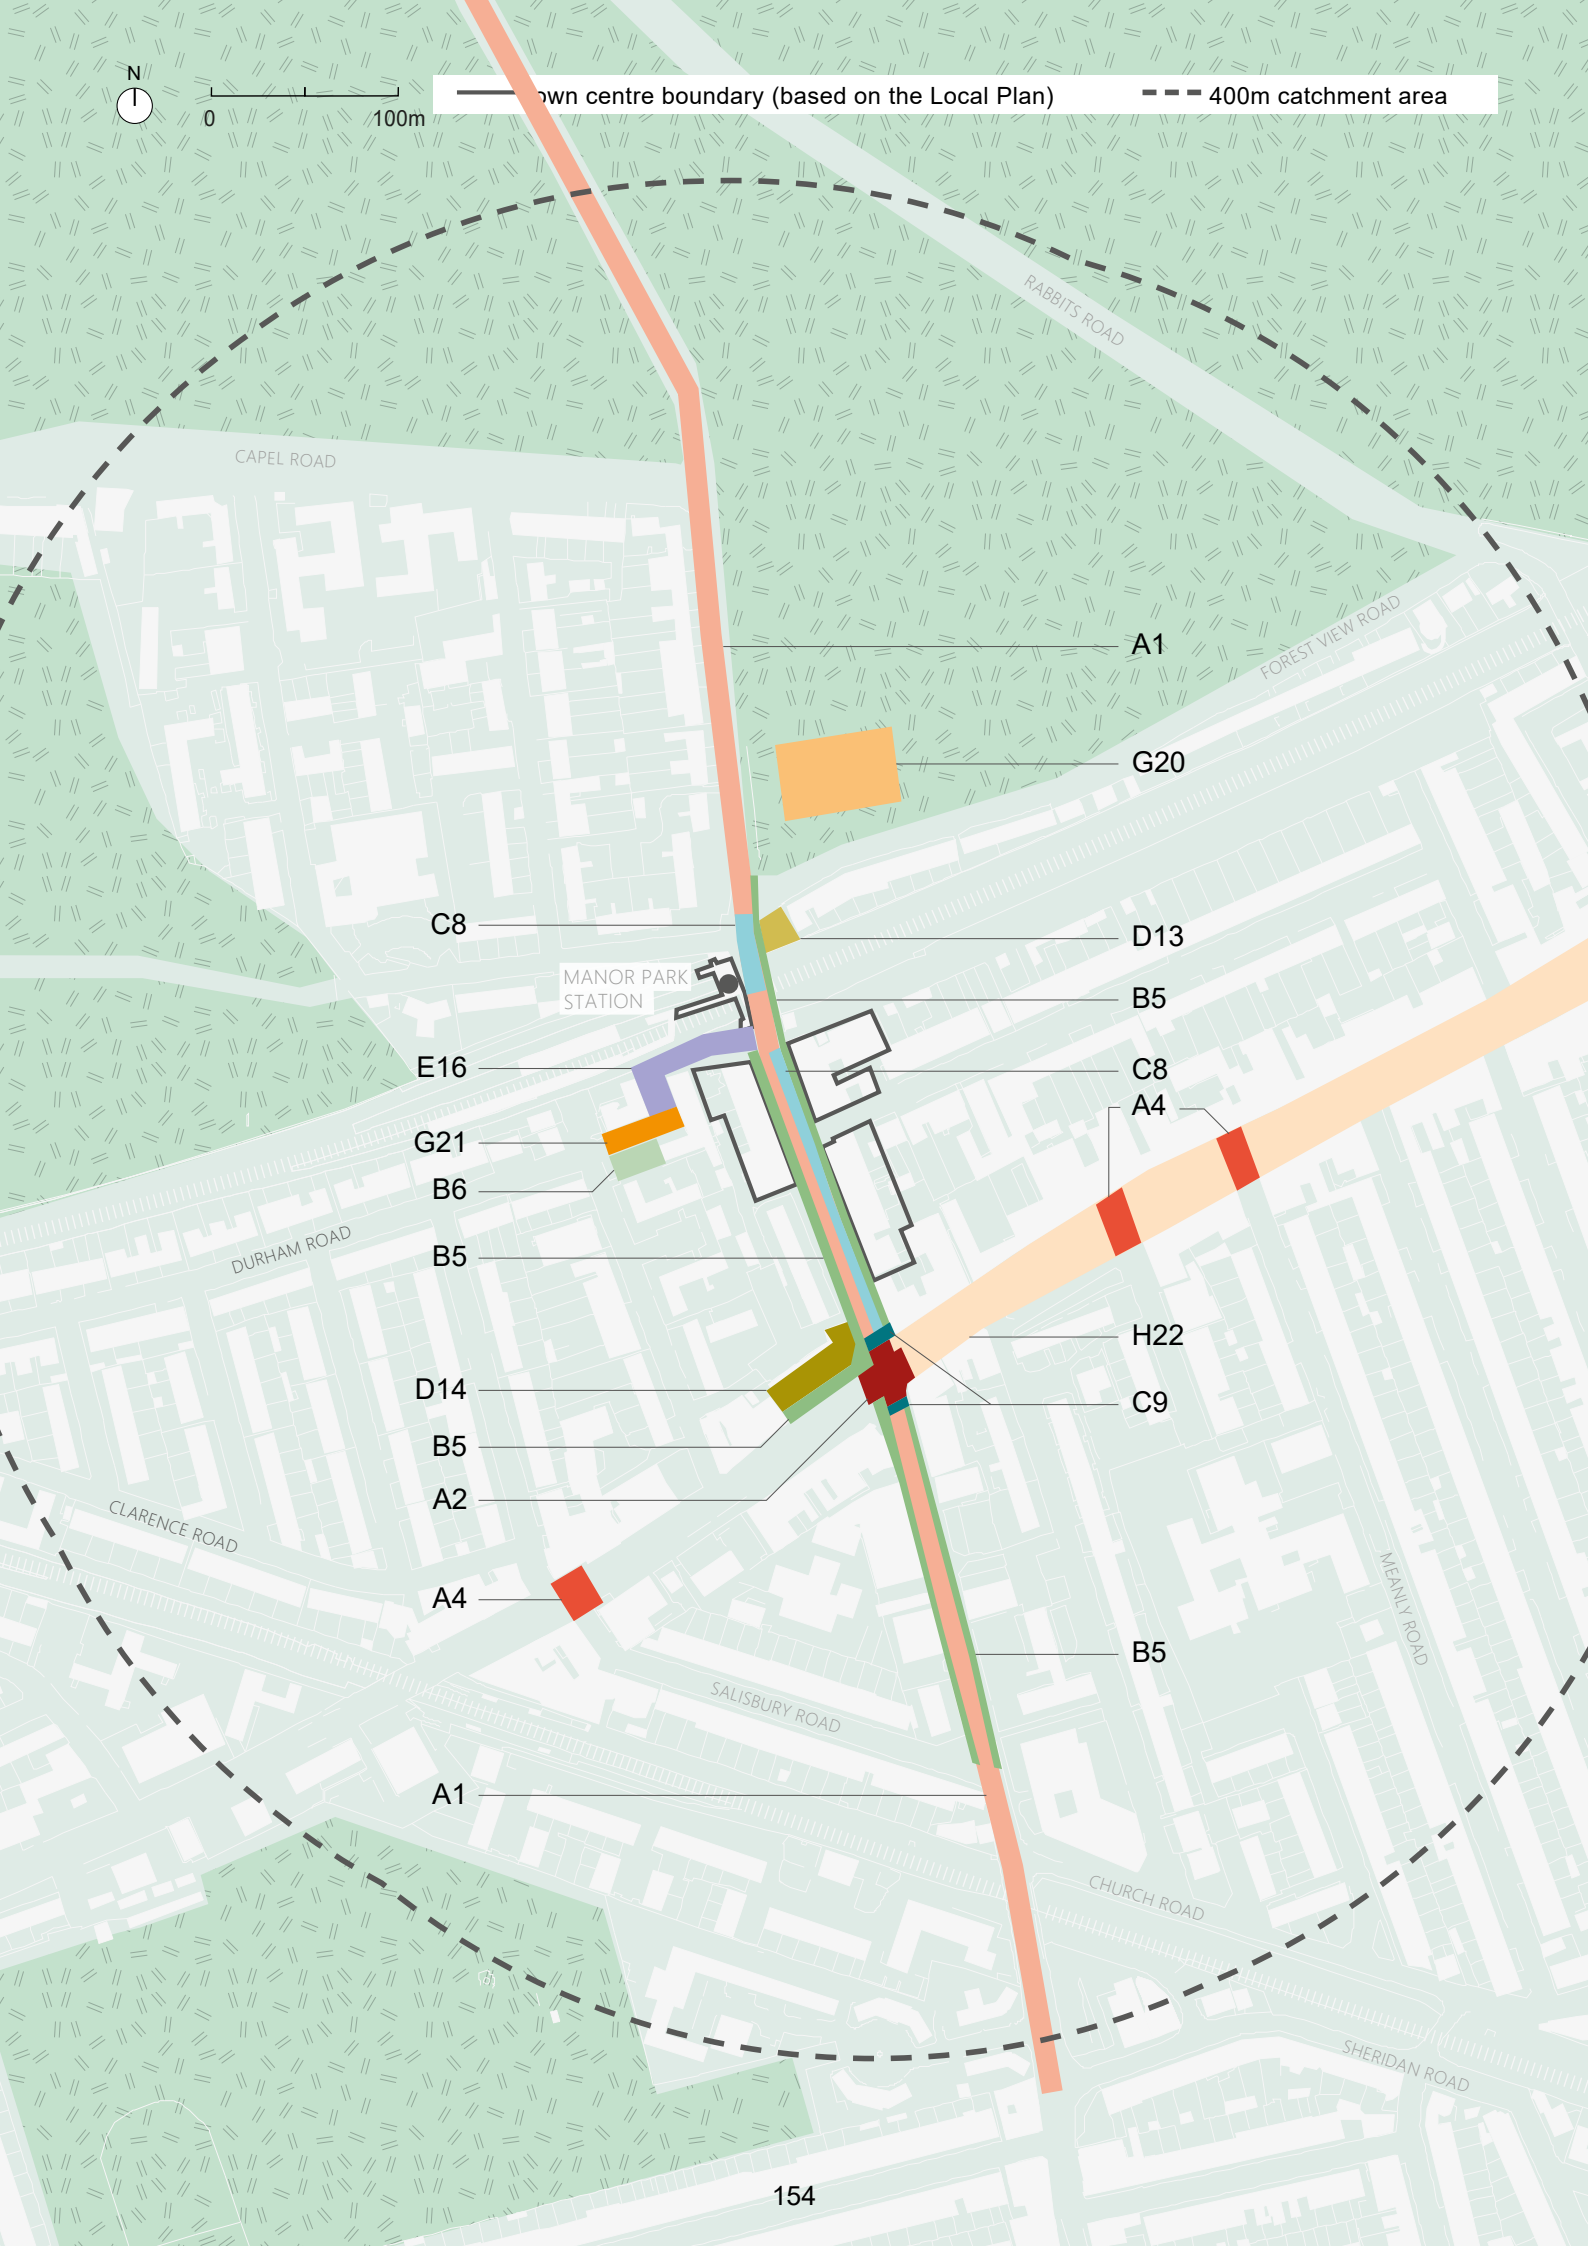 N
0 100m
own centre boundary (based on the Local Plan)
400m catchment area
RABBITS ROAD
CAPEL ROAD
FOREST VIEW ROAD
A1
G20
C8
D13
MANOR PARK
STATION
B5
E16
C8
A4
G21
B6
DURHAM ROAD
B5
H22
D14
C9
B5
A2
CLARENCE ROAD
A4
MEANLY ROAD
B5
SALISBURY ROAD
A1
CHURCH ROAD
SHERIDAN ROAD
154